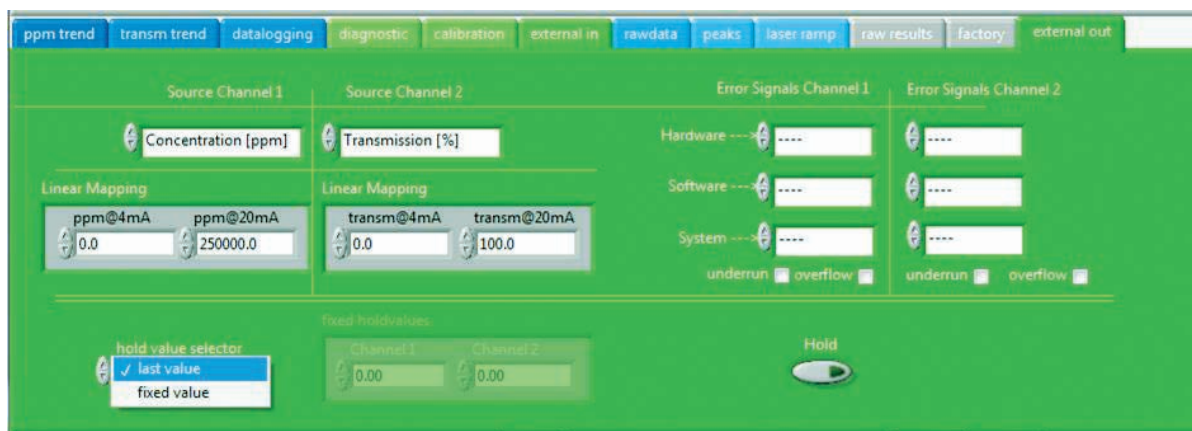 ppm trend transm trend datalogging diagnostic calibration external in rawdata peaks laser ramp raw results factory external out
Source Channel 1 Source Channel 2 Error Signals Channel 1 Error Signals Channel 2
Concentration [ppm] Transmission [%] Hardware ---> ---- ----
Linear Mapping Linear Mapping Software ---> ---- ----
ppm@4mA ppm@20mA transm@4mA transm@20mA
0.0 250000.0 0.0 100.0 System ---> ---- ----
underrun overflow underrun overflow
fixed holdvalues
hold value selector Channel 1 Channel 2 Hold
✓ last value 0.00 0.00
fixed value